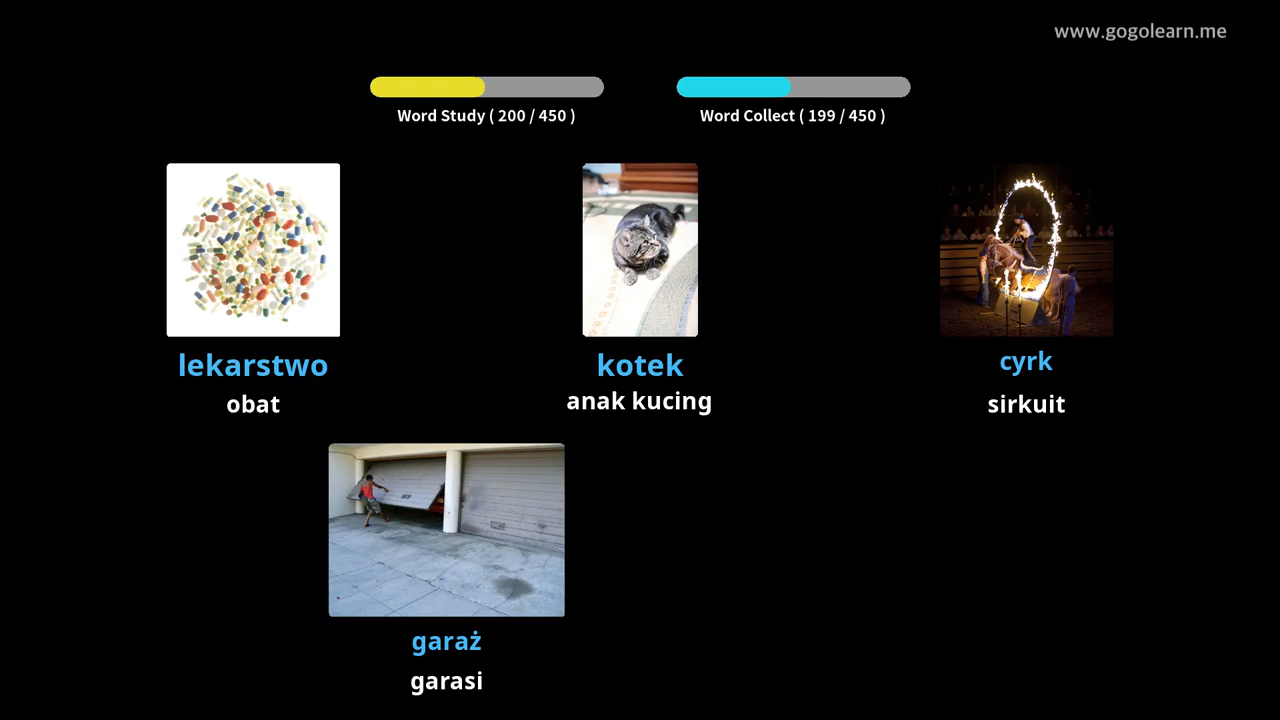 www.gogolearn.me
Word Study ( 200 / 450 )
Word Collect ( 199 / 450 )
lekarstwo
obat
kotek
anak kucing
cyrk
sirkuit
garaż
garasi